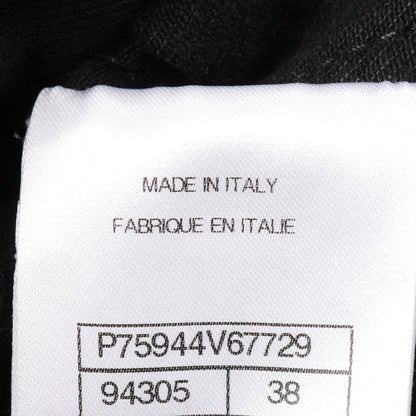 MADE IN ITALY
FABRIQUE EN ITALIE
P75944V67729
94305 38